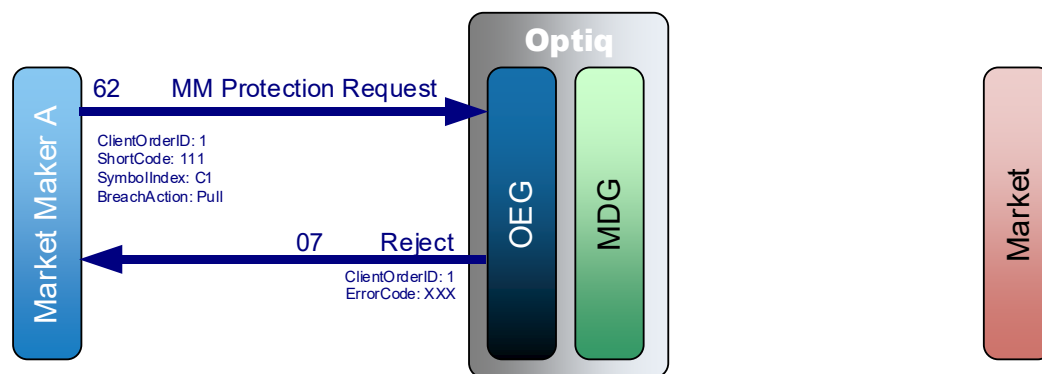 Optiq
62 MM Protection Request
ClientOrderID: 1
ShortCode: 111
SymbolIndex: C1
BreachAction: Pull
07 Reject
ClientOrderID: 1
ErrorCode: XXX
Market Maker A
OEG
MDG
Market